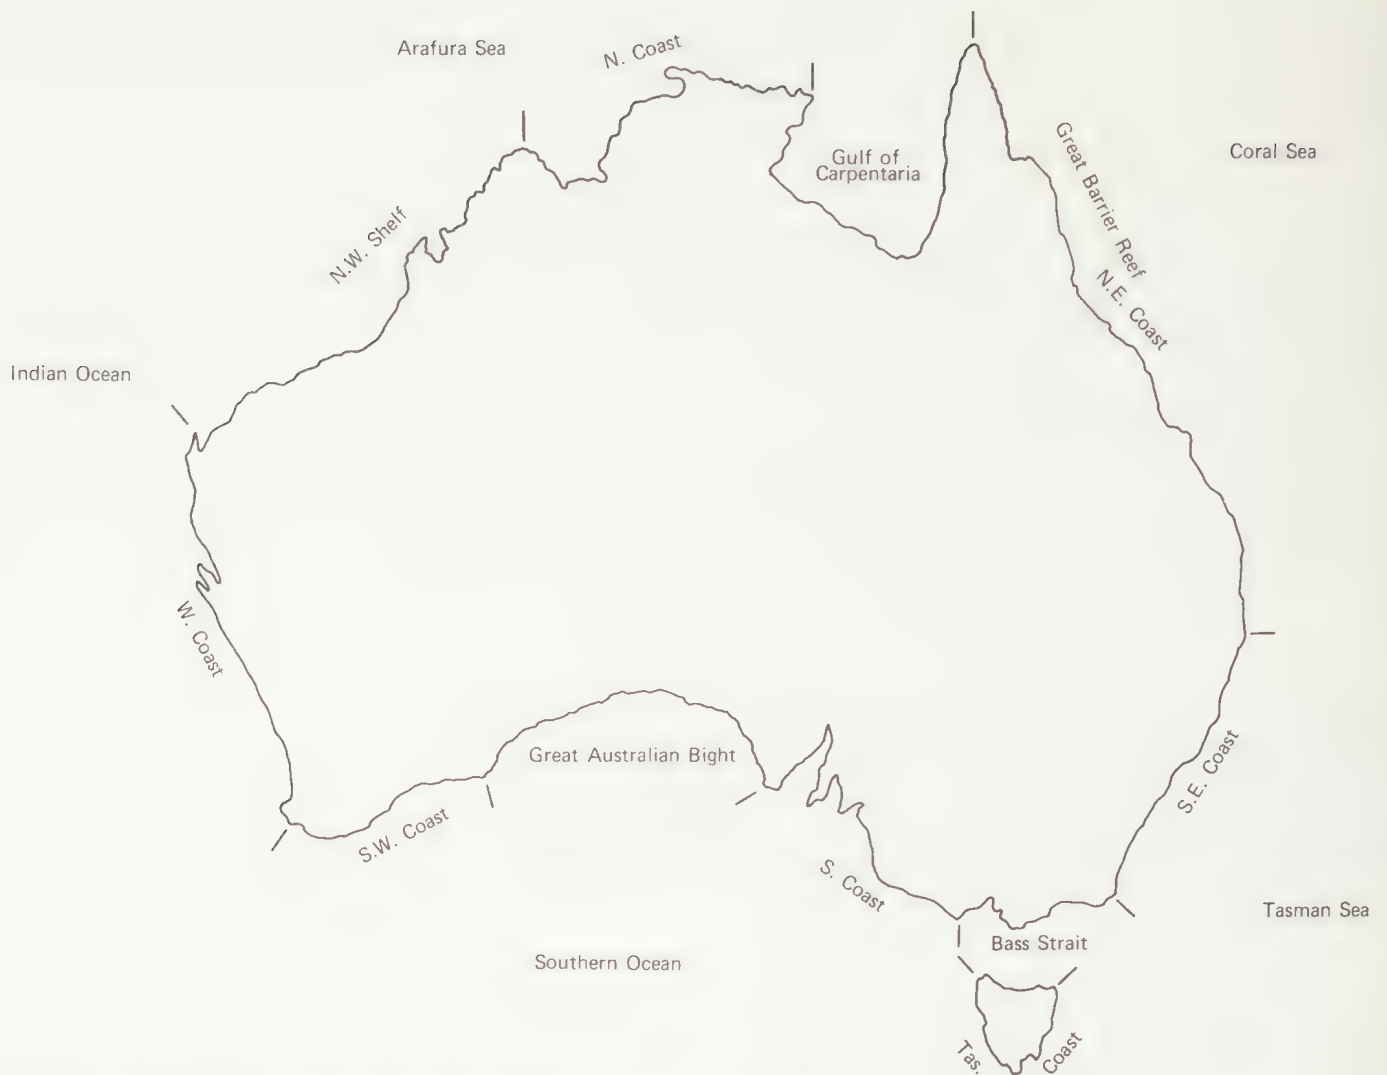 Arafura Sea
N. Coast
Gulf of
Carpentaria
Great Barrier Reef
Coral Sea
N.W. Shelf
N.E. Coast
Indian Ocean
W. Coast
Great Australian Bight
S.E. Coast
S.W. Coast
S. Coast
Tasman Sea
Bass Strait
Southern Ocean
Tas. Coast